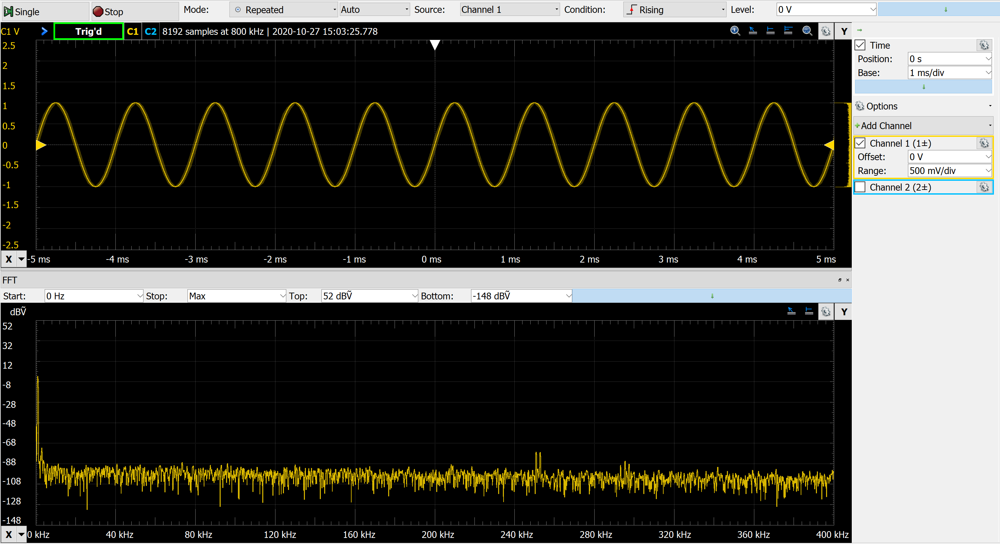 Single Stop Mode: Repeated Auto Source: Channel 1 Condition: Rising Level: 0 V
C1 V Trig'd C1 C2 8192 samples at 800 kHz | 2020-10-27 15:03:25.778 Y
2.5
2
1.5
1
0.5
0
-0.5
-1
-1.5
-2
-2.5
X -5 ms -4 ms -3 ms -2 ms -1 ms 0 ms 1 ms 2 ms 3 ms 4 ms 5 ms
Time
Position: 0 s
Base: 1 ms/div
Options
Add Channel
Channel 1 (1±)
Offset: 0 V
Range: 500 mV/div
Channel 2 (2±)
FFT
Start: 0 Hz Stop: Max Top: 52 dBṼ Bottom: -148 dBṼ
dBṼ Y
52
32
12
-8
-28
-48
-68
-88
-108
-128
-148
X 0 kHz 40 kHz 80 kHz 120 kHz 160 kHz 200 kHz 240 kHz 280 kHz 320 kHz 360 kHz 400 kHz